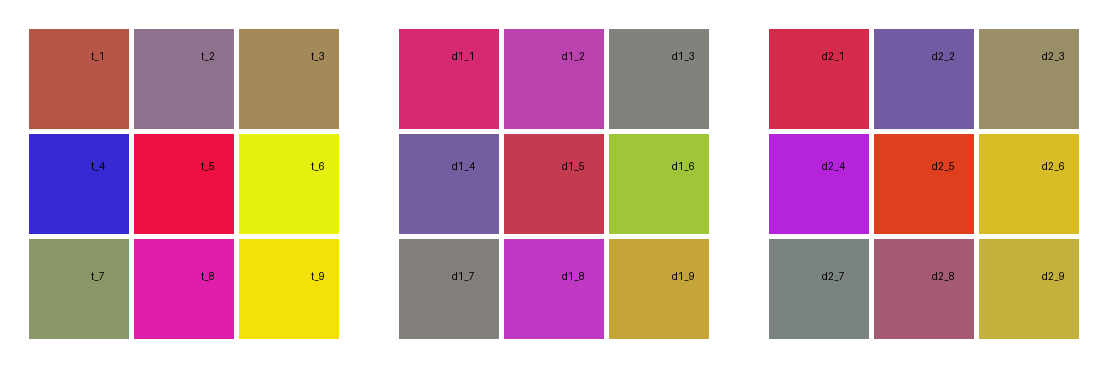 t_1 t_2 t_3 d1_1 d1_2 d1_3 d2_1 d2_2 d2_3
t_4 t_5 t_6 d1_4 d1_5 d1_6 d2_4 d2_5 d2_6
t_7 t_8 t_9 d1_7 d1_8 d1_9 d2_7 d2_8 d2_9